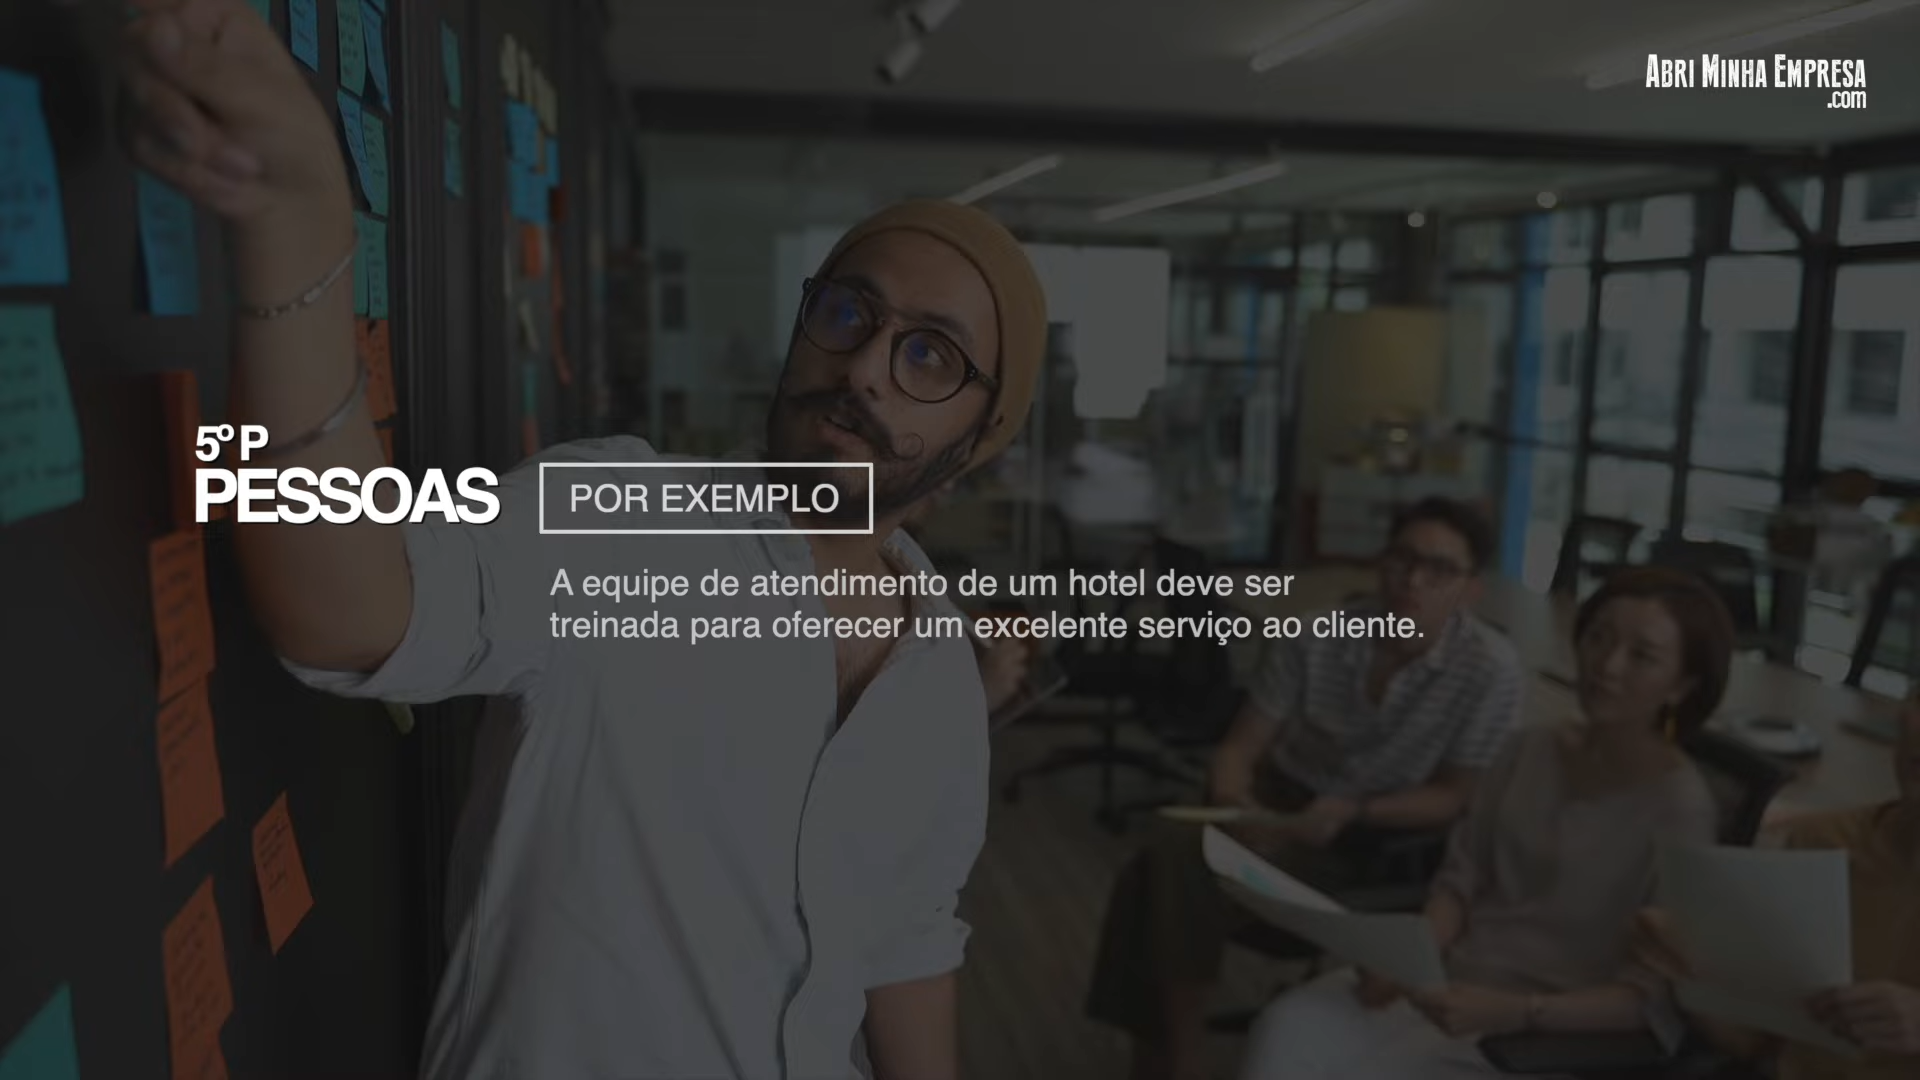 ABRI MINHA EMPRESA
.com
5º P
PESSOAS
POR EXEMPLO
A equipe de atendimento de um hotel deve ser
treinada para oferecer um excelente serviço ao cliente.